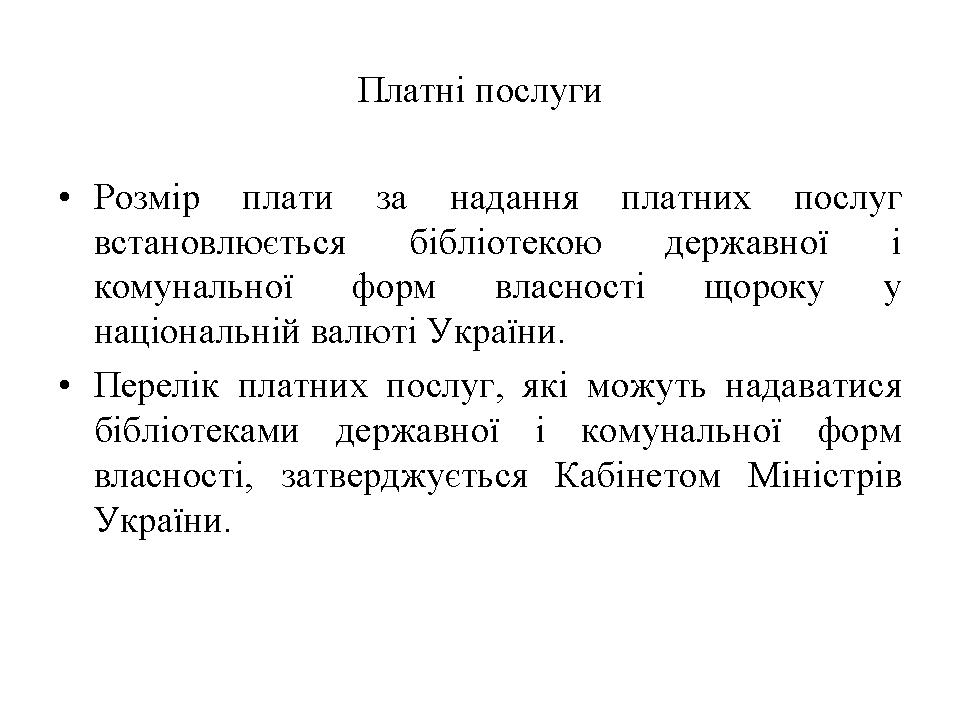 Платні послуги
• Розмір плати за надання платних послуг
встановлюється бібліотекою державної і
комунальної форм власності щороку у
національній валюті України.
• Перелік платних послуг, які можуть надаватися
бібліотеками державної і комунальної форм
власності, затверджується Кабінетом Міністрів
України.